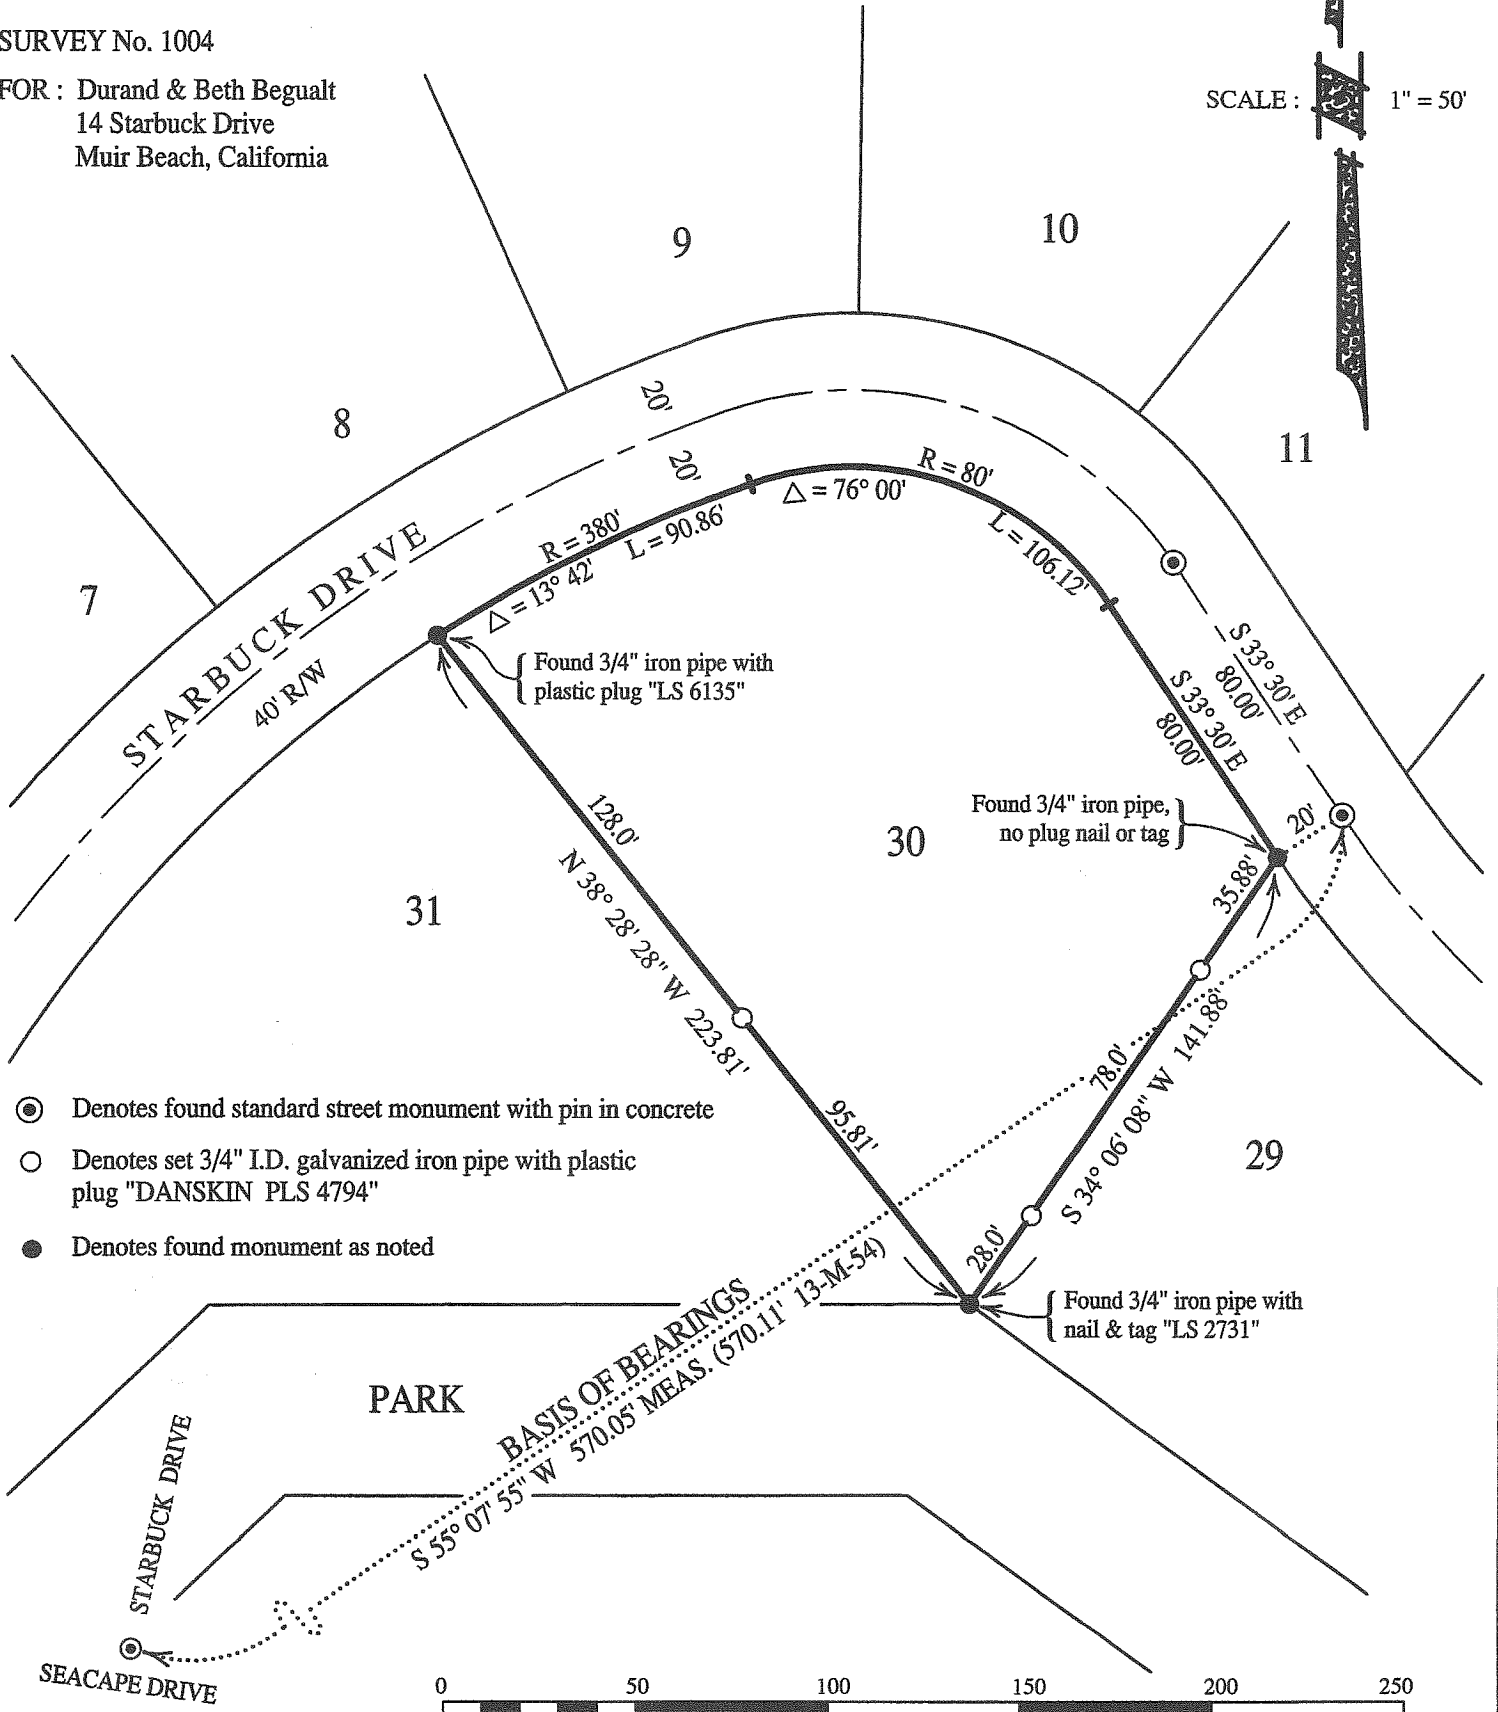 SURVEY No. 1004
FOR : Durand & Beth Begualt
14 Starbuck Drive
Muir Beach, California
SCALE : 1" = 50'
9
10
8
11
7
20'
20'
R = 80'
△ = 76° 00'
L = 106.12'
R = 380'
L = 90.86'
△ = 13° 42'
STARBUCK DRIVE
40' R/W
Found 3/4" iron pipe with
plastic plug "LS 6135"
S 33° 30' E
80.00'
S 33° 30' E
80.00'
Found 3/4" iron pipe,
no plug nail or tag
20'
128.0'
30
35.88'
N 38° 28' 28" W 223.81'
31
78.0'
S 34° 06' 08" W 141.88'
95.81'
29
Denotes found standard street monument with pin in concrete
Denotes set 3/4" I.D. galvanized iron pipe with plastic
plug "DANSKIN PLS 4794"
Denotes found monument as noted
28.0'
Found 3/4" iron pipe with
nail & tag "LS 2731"
BASIS OF BEARINGS
S 55° 07' 55" W 570.05' MEAS. (570.11' 13-M-54)
PARK
STARBUCK DRIVE
SEACAPE DRIVE
0 50 100 150 200 250